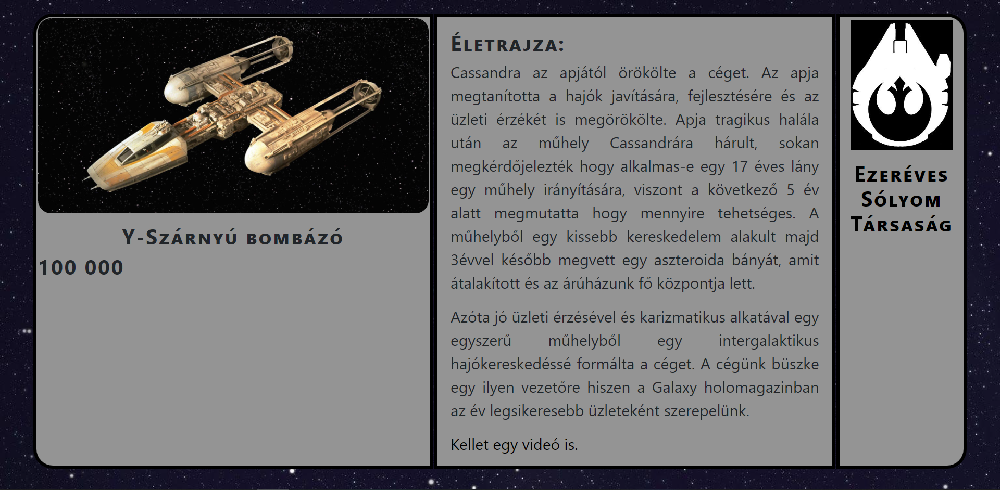 Y-Szárnyú bombázó
100 000
Életrajza:
Cassandra az apjától örökölte a céget. Az apja
megtanította a hajók javítására, fejlesztésére és az
üzleti érzékét is megörökölte. Apja tragikus halála
után az műhely Cassandrára hárult, sokan
megkérdőjelezték hogy alkalmas-e egy 17 éves lány
egy műhely irányítására, viszont a következő 5 év
alatt megmutatta hogy mennyire tehetséges. A
műhelyből egy kissebb kereskedelem alakult majd
3évvel később megvett egy aszteroida bányát, amit
átalakított és az árúházunk fő központja lett.
Azóta jó üzleti érzésével és karizmatikus alkatával egy
egyszerű műhelyből egy intergalaktikus
hajókereskedéssé formálta a céget. A cégünk büszke
egy ilyen vezetőre hiszen a Galaxy holomagazinban
az év legsikeresebb üzleteként szerepelünk.
Kellet egy videó is.
Ezeréves
Sólyom
Társaság